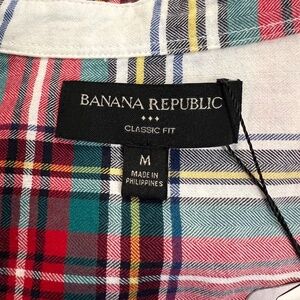 BANANA REPUBLIC
CLASSIC FIT
M
MADE IN
PHILIPPINES